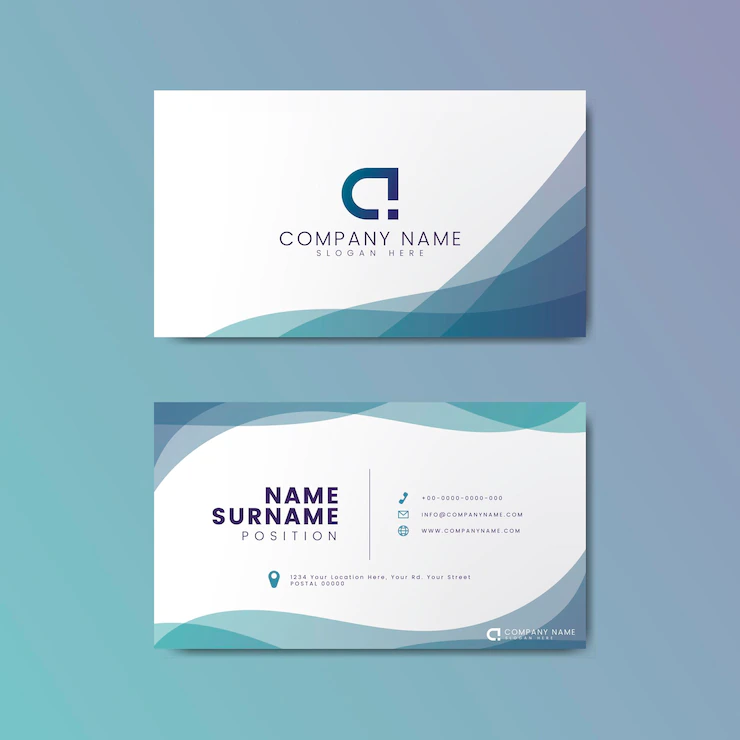 COMPANY NAME
SLOGAN HERE
NAME
SURNAME
POSITION
+00-0000-0000-000
INFO@COMPANYNAME.COM
WWW.COMPANYNAME.COM
1234 Your Location Here, Your Rd, Your Street
POSTAL 00000
COMPANY NAME
SLOGAN HERE